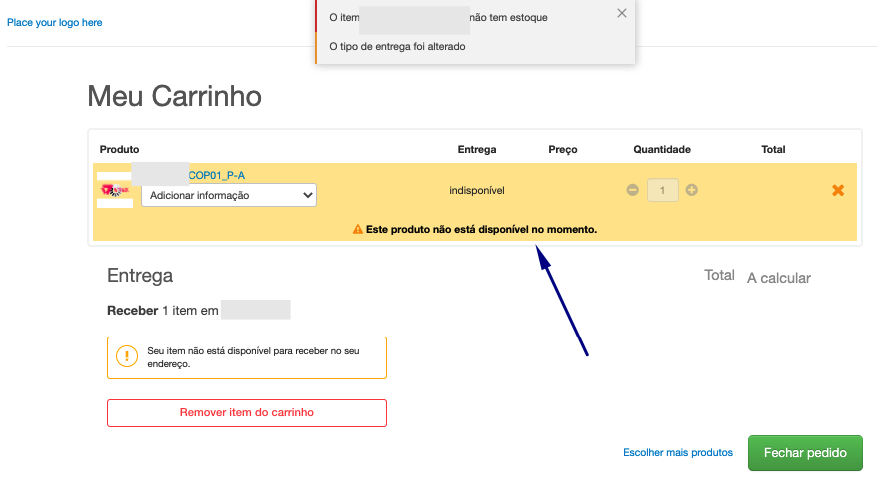 O item não tem estoque
O tipo de entrega foi alterado
Place your logo here
Meu Carrinho
Produto Entrega Preço Quantidade Total
COP01_P-A
Adicionar informação indisponível 1
Este produto não está disponível no momento.
Entrega
Total A calcular
Receber 1 item em
Seu item não está disponível para receber no seu
endereço.
Remover item do carrinho
Escolher mais produtos Fechar pedido